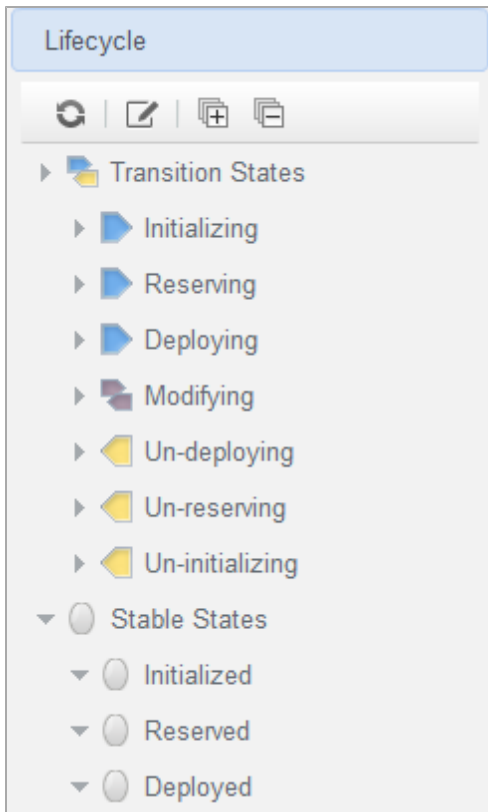 Lifecycle
Transition States
Initializing
Reserving
Deploying
Modifying
Un-deploying
Un-reserving
Un-initializing
Stable States
Initialized
Reserved
Deployed